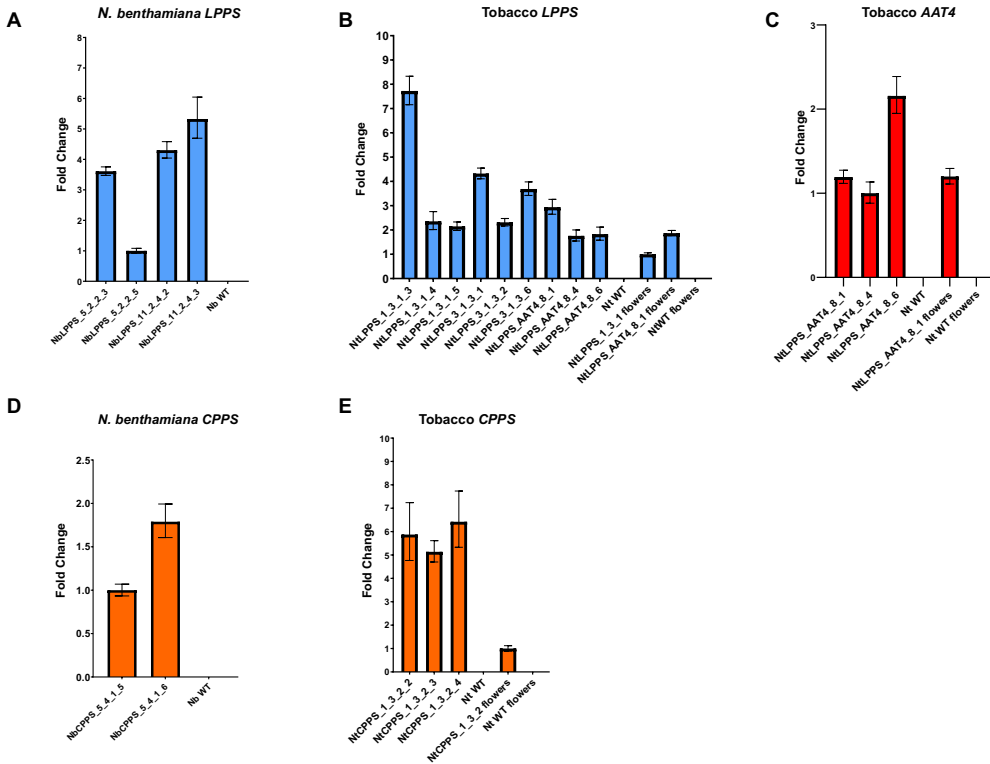 A
N. benthamiana LPPS
Fold Change
8
7
6
5
4
3
2
1
0
NbLPPS_5_2_2_3
NbLPPS_5_2_2_5
NbLPPS_11_2_4_2
NbLPPS_11_2_4_3
Nb WT
B
Tobacco LPPS
Fold Change
10
9
8
7
6
5
4
3
2
1
0
NtLPPS_1_3_1_3
NtLPPS_1_3_1_4
NtLPPS_1_3_1_5
NtLPPS_3_1_3_1
NtLPPS_3_1_3_2
NtLPPS_3_1_3_6
NtLPPS_AAT4_8_1
NtLPPS_AAT4_8_4
NtLPPS_AAT4_8_6
Nt WT
NtLPPS_1_3_1 flowers
NtLPPS_AAT4_8_1 flowers
NtWT flowers
C
Tobacco AAT4
Fold Change
3
2
1
0
NtLPPS_AAT4_8_1
NtLPPS_AAT4_8_4
NtLPPS_AAT4_8_6
Nt WT
NtLPPS_AAT4_8_1 flowers
Nt WT flowers
D
N. benthamiana CPPS
Fold Change
2.5
2.0
1.5
1.0
0.5
0.0
NbCPPS_5_4_1_5
NbCPPS_5_4_1_6
Nb WT
E
Tobacco CPPS
Fold Change
10
9
8
7
6
5
4
3
2
1
0
NtCPPS_1_3_2_2
NtCPPS_1_3_2_3
NtCPPS_1_3_2_4
Nt WT
NtCPPS_1_3_2 flowers
Nt WT flowers